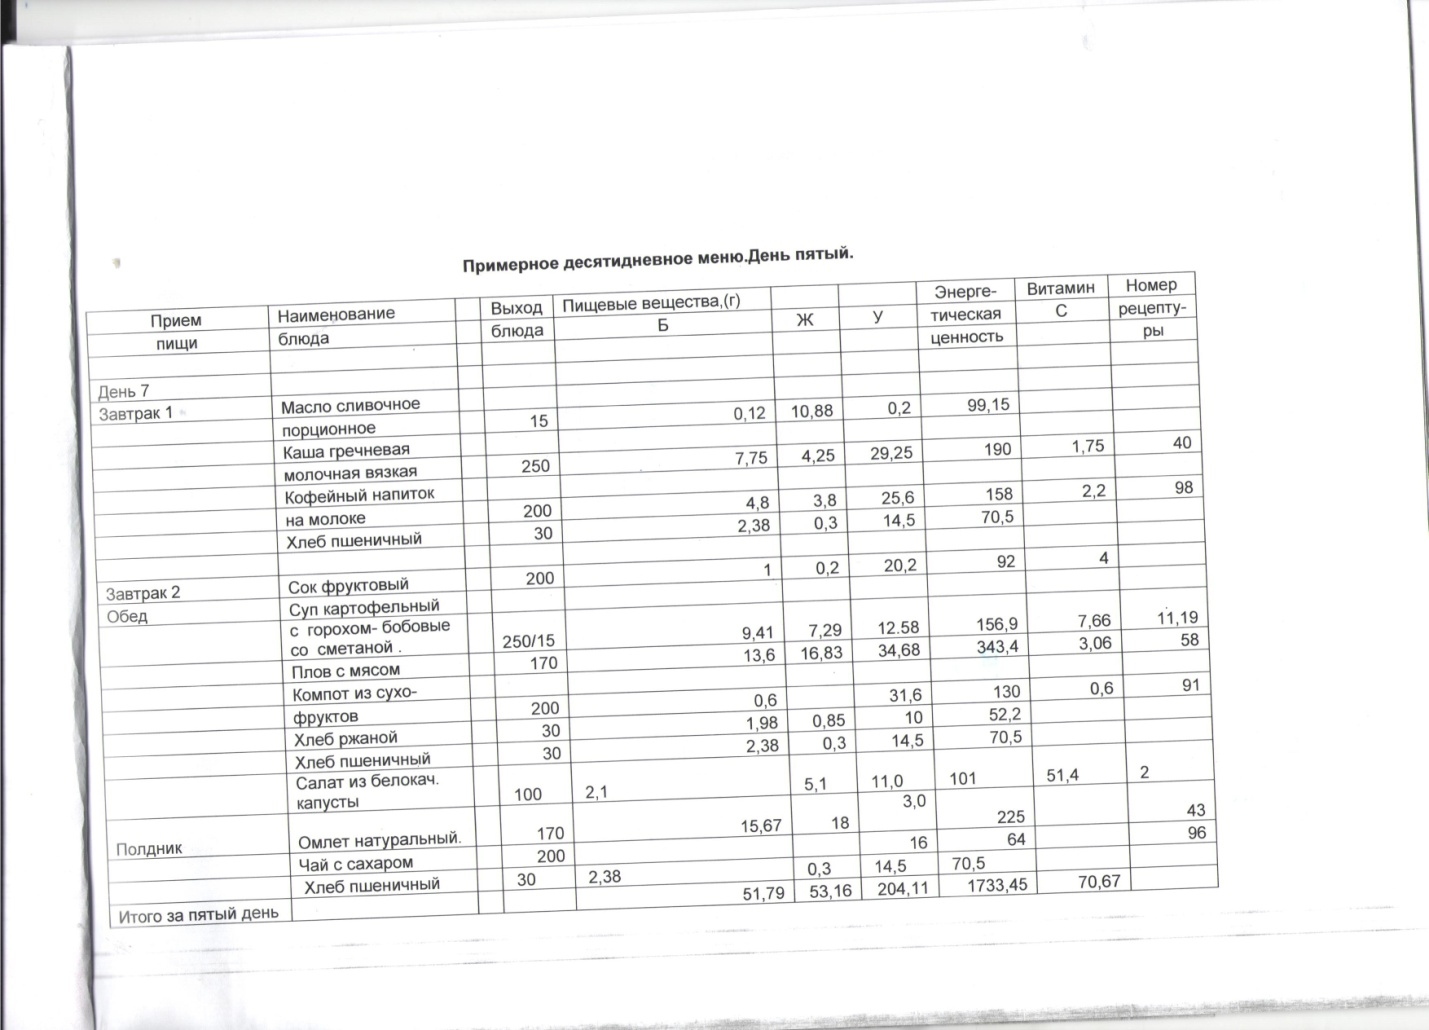 Примерное десятидневное меню.День пятый.
Прием Наименование Выход Пищевые вещества,(г) Энерге- Витамин Номер
пищи блюда блюда Б Ж У тическая С рецепту-
ценность ры
День 7
Завтрак 1 Масло сливочное
порционное 15 0,12 10,88 0,2 99,15
Каша гречневая
молочная вязкая 250 7,75 4,25 29,25 190 1,75 40
Кофейный напиток
на молоке 200 4,8 3,8 25,6 158 2,2 98
Хлеб пшеничный 30 2,38 0,3 14,5 70,5
Завтрак 2 Сок фруктовый 200 1 0,2 20,2 92 4
Обед Суп картофельный
с горохом- бобовые
со сметаной . 250/15 9,41 7,29 12.58 156,9 7,66 11,19
Плов с мясом 170 13,6 16,83 34,68 343,4 3,06 58
Компот из сухо-
фруктов 200 0,6 31,6 130 0,6 91
Хлеб ржаной 30 1,98 0,85 10 52,2
Хлеб пшеничный 30 2,38 0,3 14,5 70,5
Салат из белокач.
капусты 100 2,1 5,1 11,0 101 51,4 2
Полдник Омлет натуральный. 170 15,67 18 3,0 225 43
Чай с сахаром 200 16 64 96
Хлеб пшеничный 30 2,38 0,3 14,5 70,5
Итого за пятый день 51,79 53,16 204,11 1733,45 70,67